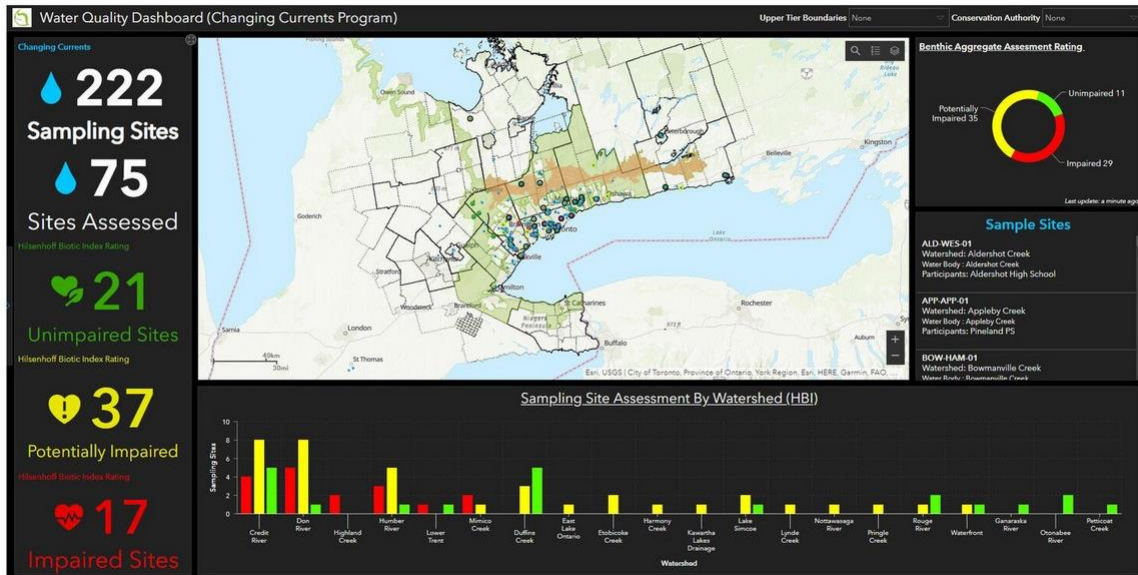 Water Quality Dashboard (Changing Currents Program)
Upper Tier Boundaries None
Conservation Authority None
Changing Currents
222
Sampling Sites
75
Sites Assessed
Hilsenhoff Biotic Index Rating
21
Unimpaired Sites
Hilsenhoff Biotic Index Rating
37
Potentially Impaired
Hilsenhoff Biotic Index Rating
17
Impaired Sites
Owen Sound
Goderich
Stratford
Woodstock
London
St Thomas
Sarnia
Brantford
Hamilton
Niagara
Peninsula
St Catharines
Buffalo
Oshawa
Peterborough
Belleville
Kingston
Lake
Ontario
Rochester
Auburn
40km
30mi
Esri, USGS | City of Toronto, Province of Ontario, York Region, Esri, HERE, Garmin, FAO, ...
Benthic Aggregate Assesment Rating
Unimpaired 11
Potentially
Impaired 35
Impaired 29
Last update: a minute ago
Sample Sites
ALD-WES-01
Watershed: Aldershot Creek
Water Body : Aldershot Creek
Participants: Aldershot High School
APP-APP-01
Watershed: Appleby Creek
Water Body : Appleby Creek
Participants: Pineland PS
BOW-HAM-01
Watershed: Bowmanville Creek
Water Body : Bowmanville Creek
Sampling Site Assessment By Watershed (HBI)
Sampling Sites
10
8
6
4
2
0
Credit
River
Don
River
Highland
Creek
Humber
River
Lower
Trent
Mimico
Creek
Duffins
Creek
East
Lake
Ontario
Etobicoke
Creek
Harmony
Creek
Kawartha
Lakes
Drainage
Lake
Simcoe
Lynde
Creek
Nottawasaga
River
Pringle
Creek
Rouge
River
Waterfront
Ganaraska
River
Otonabee
River
Petticoat
Creek
Watershed